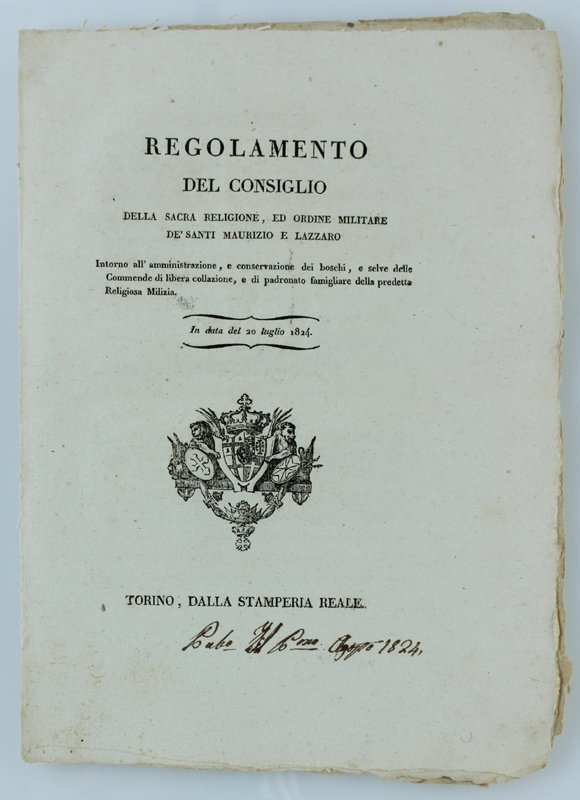 REGOLAMENTO
DEL CONSIGLIO
DELLA SACRA RELIGIONE, ED ORDINE MILITARE
DE' SANTI MAURIZIO E LAZZARO
Intorno all' amministrazione, e conservazione dei boschi, e selve delle
Commende di libera collazione, e di padronato famigliare della predetta
Religiosa Milizia.
In data del 20 luglio 1824.
TORINO, DALLA STAMPERIA REALE.
1824.